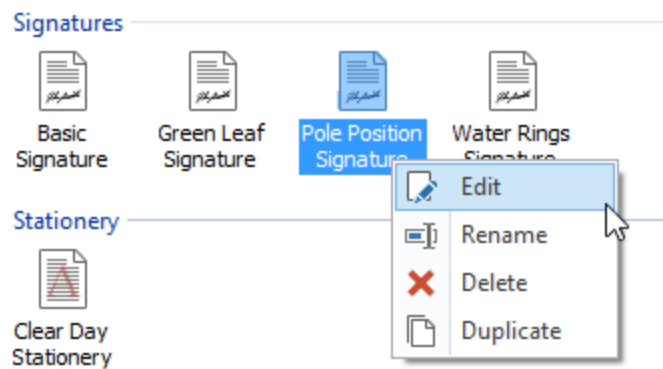 Signatures
Basic
Signature
Green Leaf
Signature
Pole Position
Signature
Water Rings
Signature
Edit
Rename
Delete
Duplicate
Stationery
Clear Day
Stationery